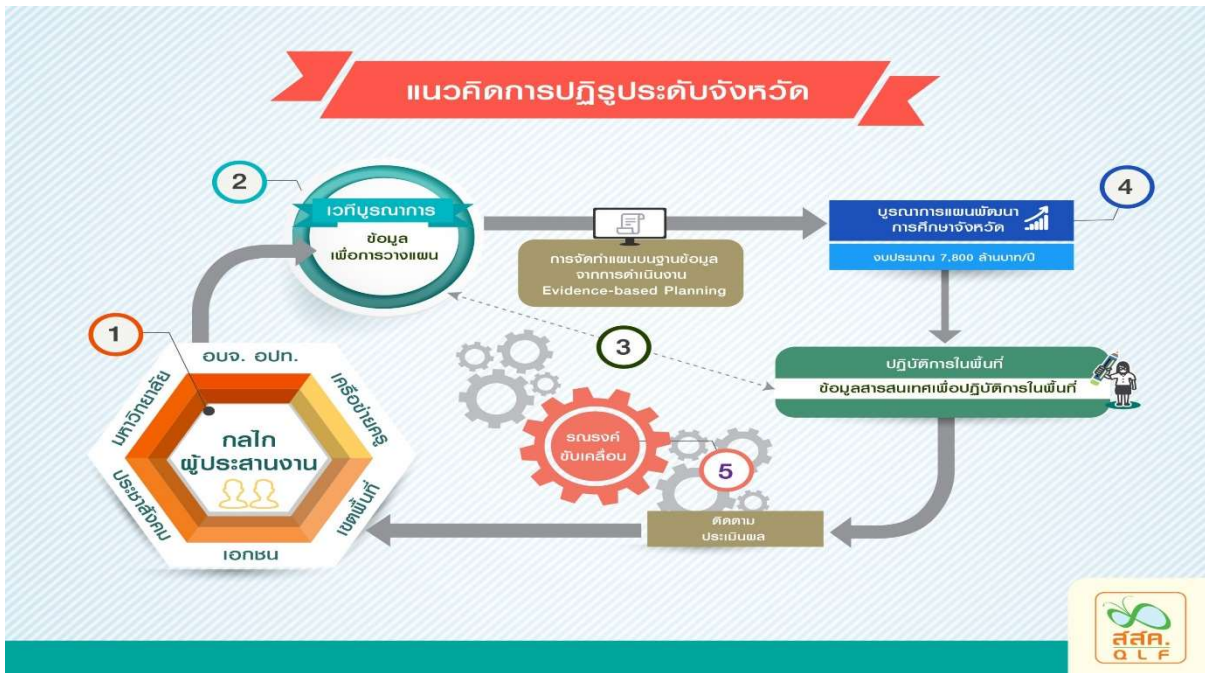 แนวคิดการปฏิรูประดับจังหวัด
2
เวทีบูรณาการ
ข้อมูล
เพื่อการวางแผน
การจัดทำแผนบนฐานข้อมูล
จากการดำเนินงาน
Evidence-based Planning
4
บูรณาการแผนพัฒนา
การศึกษาจังหวัด
งบประมาณ 7,800 ล้านบาท/ปี
1
อบจ. อปท.
มหาวิทยาลัย
เครือข่ายครู
กลไก
ผู้ประสานงาน
ประชาสังคม
เขตพื้นที่
เอกชน
3
ปฏิบัติการในพื้นที่
ข้อมูลสารสนเทศเพื่อปฏิบัติการในพื้นที่
รณรงค์
ขับเคลื่อน
5
ติดตาม
ประเมินผล
สสค.
QLF